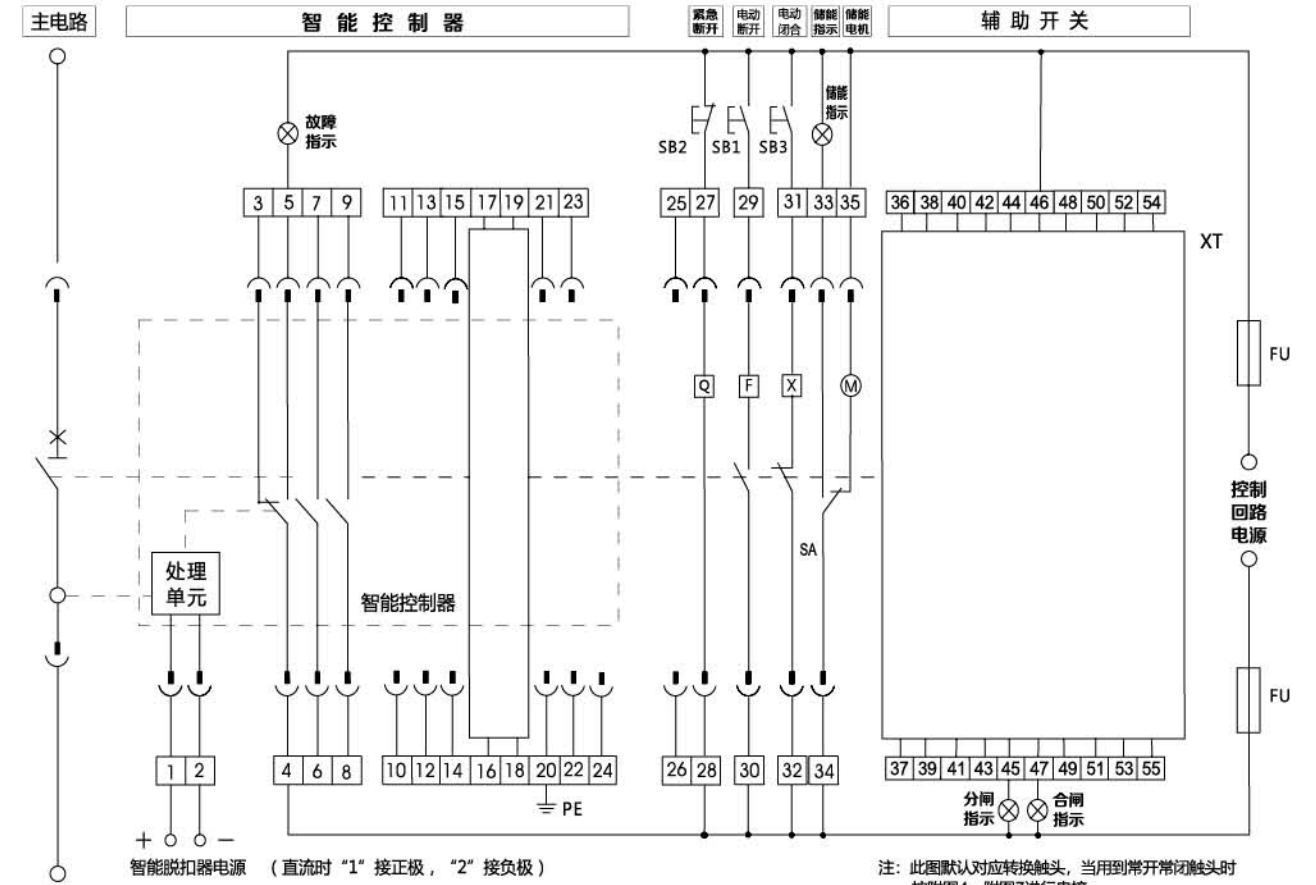 主电路
智能控制器
紧急
断开
电动
断开
电动
闭合
储能
指示
储能
电机
辅助开关
故障
指示
储能
指示
SB2 SB1 SB3
3 5 7 9 11 13 15 17 19 21 23 25 27 29 31 33 35
36 38 40 42 44 46 48 50 52 54
XT
FU
Q F X M
控制
回路
电源
SA
处理
单元
智能控制器
FU
1 2 4 6 8 10 12 14 16 18 20 22 24 26 28 30 32 34
37 39 41 43 45 47 49 51 53 55
PE
分闸
指示
合闸
指示
+ −
智能脱扣器电源 （直流时“1”接正极，“2”接负极）
注：此图默认对应转换触头，当用到常开常闭触头时